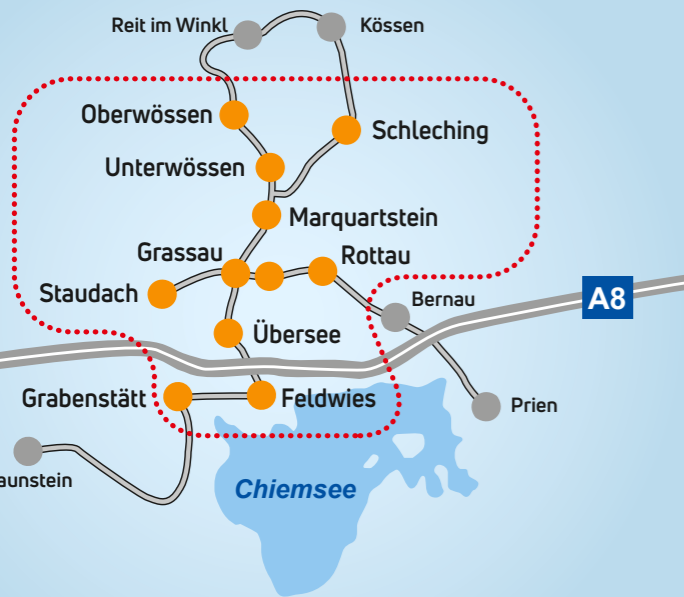 Reit im Winkl
Kössen
Oberwössen
Schleching
Unterwössen
Marquartstein
Grassau
Rottau
Staudach
Bernau
A8
Übersee
Grabenstätt
Feldwies
Prien
aunstein
Chiemsee